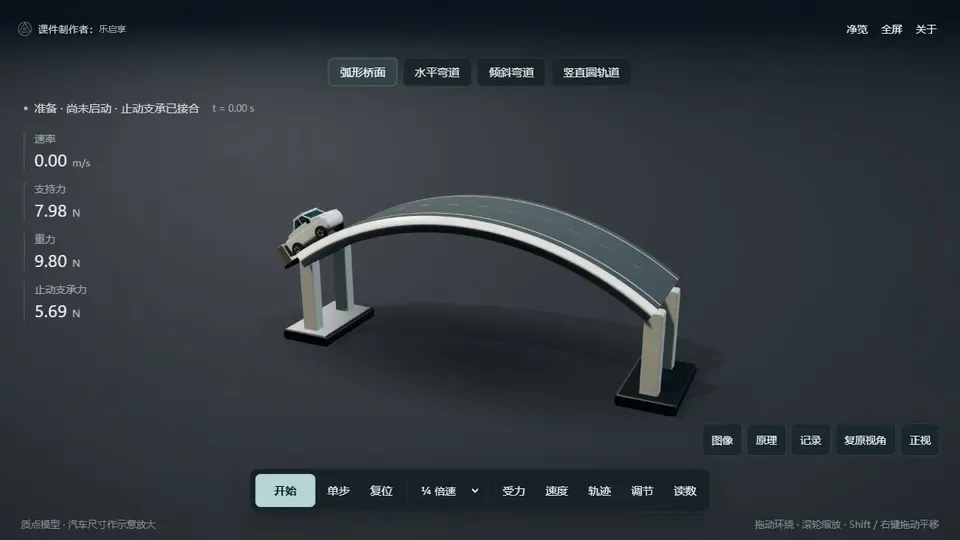 课件制作者：乐启享
净览 全屏 关于
弧形桥面 水平弯道 倾斜弯道 竖直圆轨道
准备 · 尚未启动 · 止动支承已接合 t = 0.00 s
速率
0.00 m/s
支持力
7.98 N
重力
9.80 N
止动支承力
5.69 N
图像 原理 记录 复原视角 正视
开始 单步 复位 ¼ 倍速 受力 速度 轨迹 调节 读数
质点模型 · 汽车尺寸作示意放大
拖动环绕 · 滚轮缩放 · Shift / 右键拖动平移